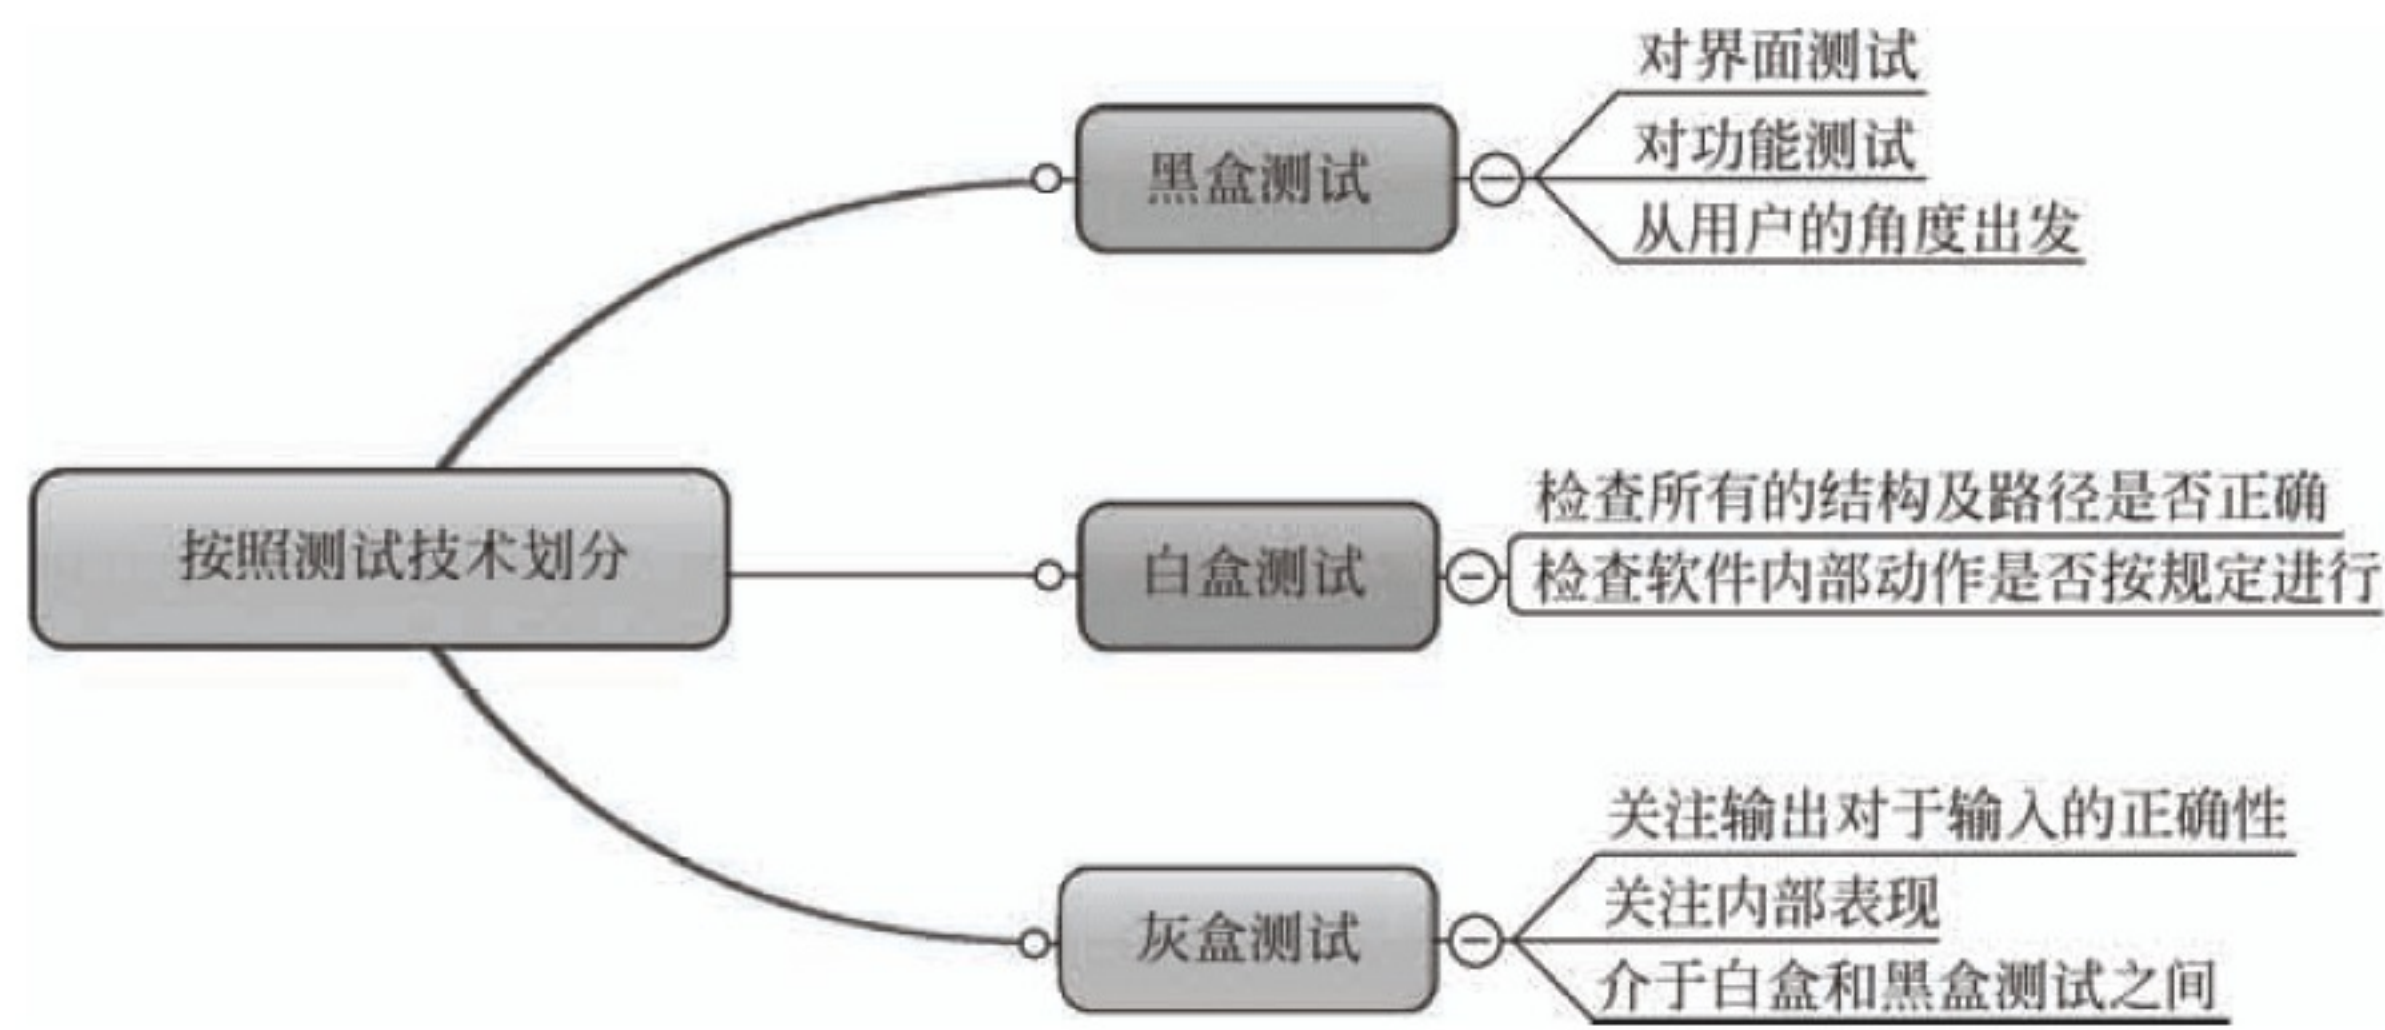 按照测试技术划分
黑盒测试
对界面测试
对功能测试
从用户的角度出发
白盒测试
检查所有的结构及路径是否正确
检查软件内部动作是否按规定进行
灰盒测试
关注输出对于输入的正确性
关注内部表现
介于白盒和黑盒测试之间